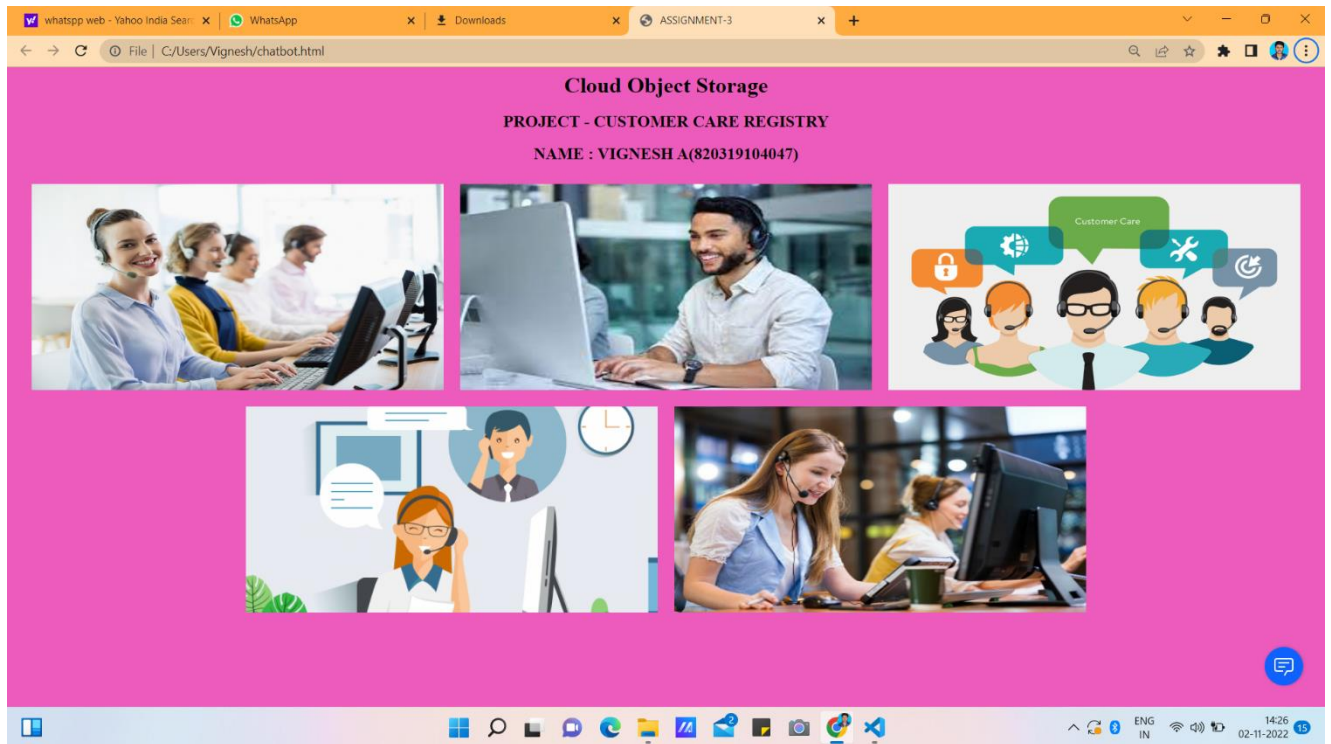 whatspp web - Yahoo India Sear
WhatsApp
Downloads
ASSIGNMENT-3
File | C:/Users/Vignesh/chatbot.html
Cloud Object Storage
PROJECT - CUSTOMER CARE REGISTRY
NAME : VIGNESH A(820319104047)
Customer Care
2
ENG
IN
14:26
02-11-2022
15